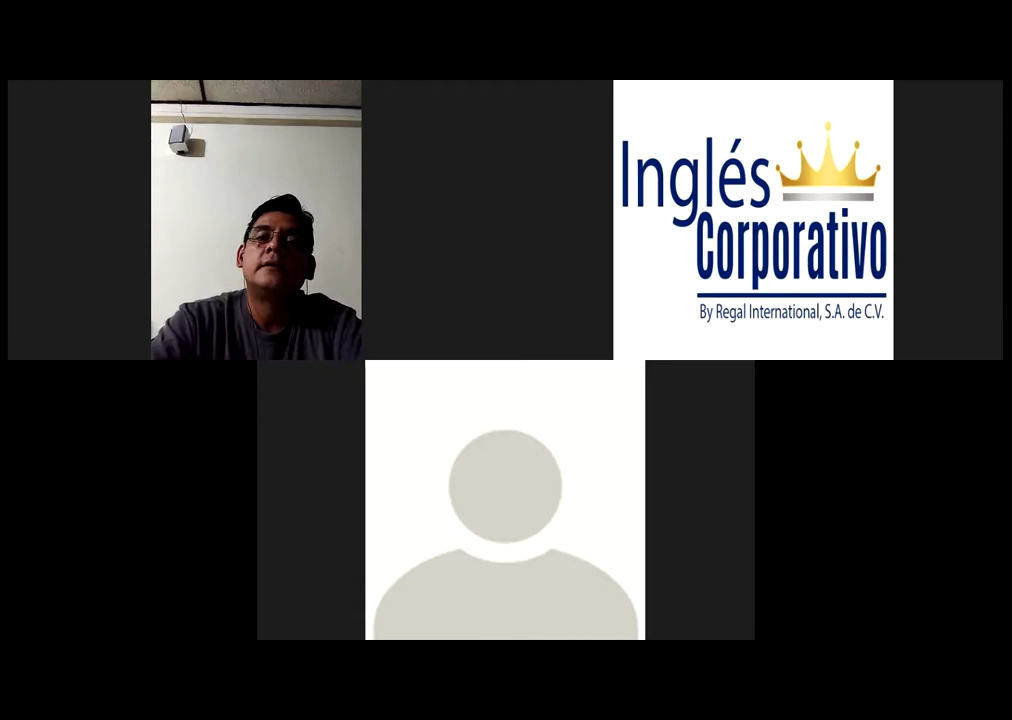 Inglés
Corporativo
By Regal International, S.A. de C.V.